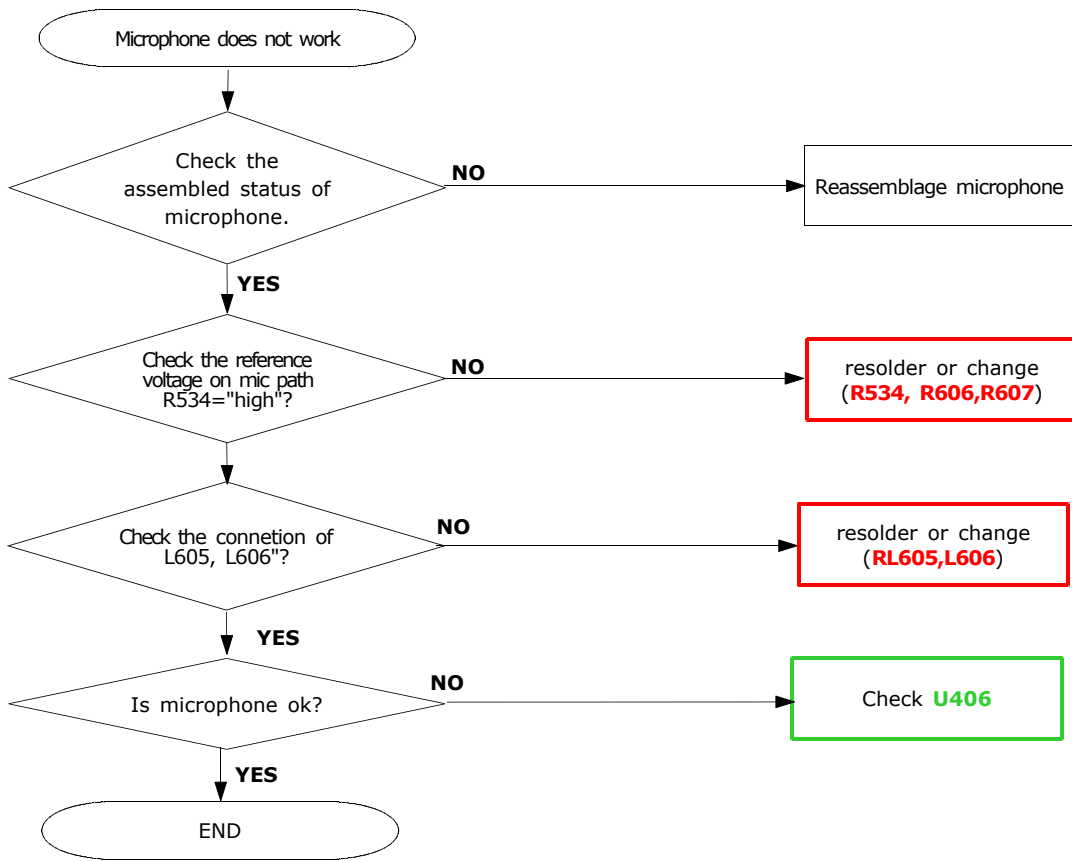 Microphone does not work
Check the
assembled status of
microphone.
NO
Reassemblage microphone
YES
Check the reference
voltage on mic path
R534="high"?
NO
resolder or change
(R534, R606,R607)
Check the connetion of
L605, L606"?
NO
resolder or change
(RL605,L606)
YES
Is microphone ok?
NO
Check U406
YES
END